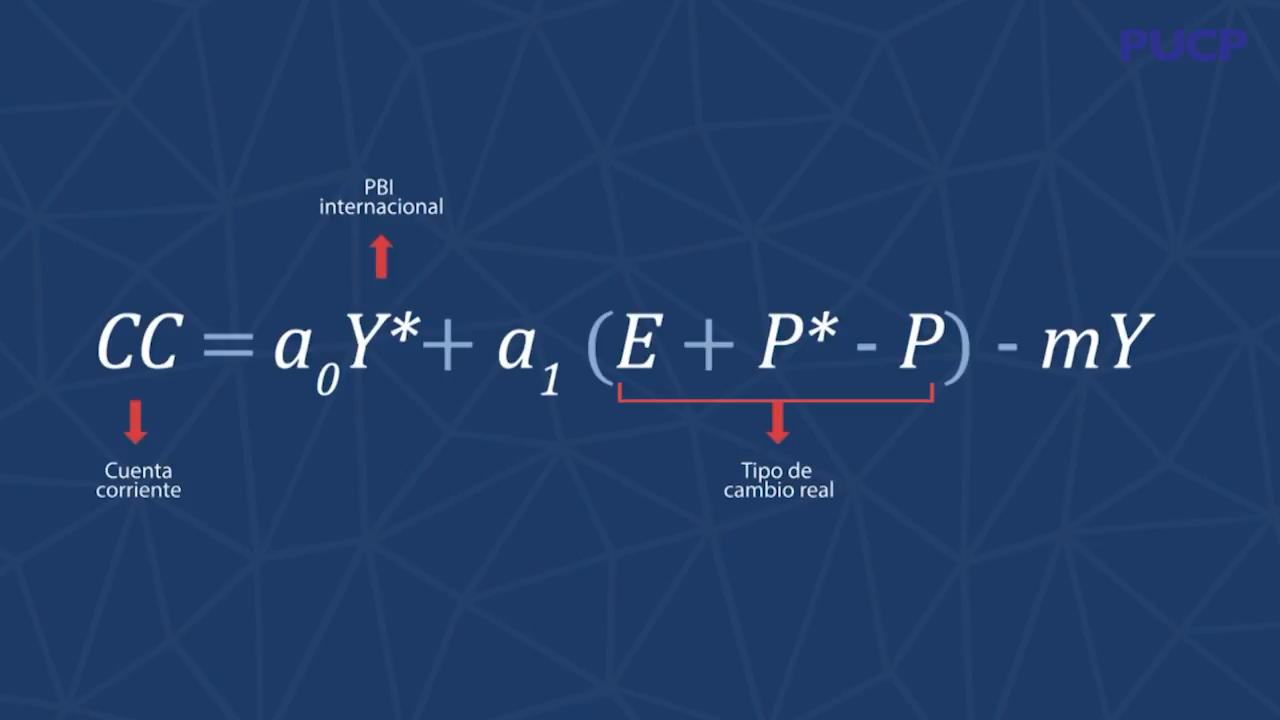 PUCP
PBI
internacional
CC = a₀Y* + a₁ (E + P* - P) - mY
Cuenta
corriente
Tipo de
cambio real